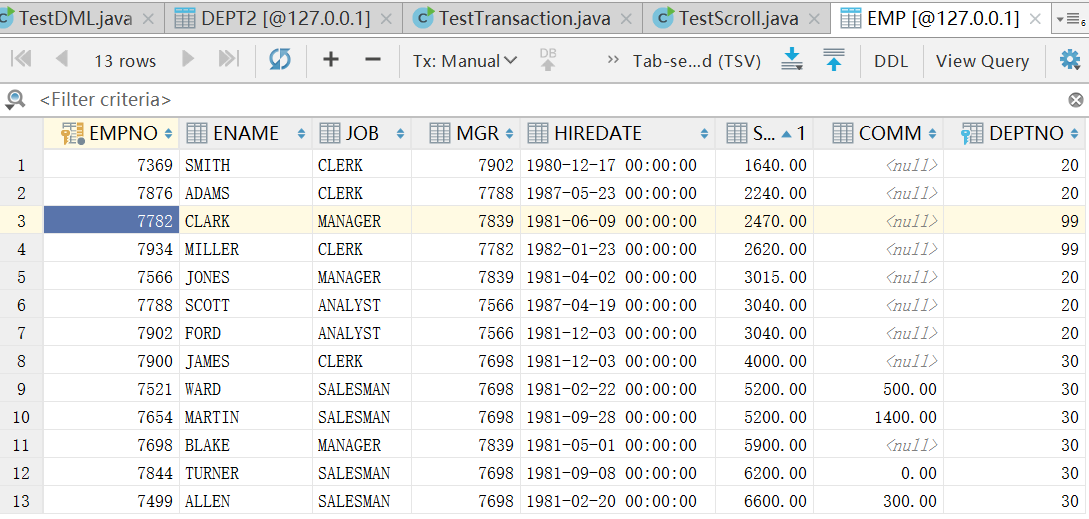 TestDML.java DEPT2 [@127.0.0.1] TestTransaction.java TestScroll.java EMP [@127.0.0.1] 6
13 rows Tx: Manual DB Tab-se...d (TSV) DDL View Query
<Filter criteria>
EMPNO ENAME JOB MGR HIREDATE S... 1 COMM DEPTNO
1 7369 SMITH CLERK 7902 1980-12-17 00:00:00 1640.00 <null> 20
2 7876 ADAMS CLERK 7788 1987-05-23 00:00:00 2240.00 <null> 20
3 7782 CLARK MANAGER 7839 1981-06-09 00:00:00 2470.00 <null> 99
4 7934 MILLER CLERK 7782 1982-01-23 00:00:00 2620.00 <null> 99
5 7566 JONES MANAGER 7839 1981-04-02 00:00:00 3015.00 <null> 20
6 7788 SCOTT ANALYST 7566 1987-04-19 00:00:00 3040.00 <null> 20
7 7902 FORD ANALYST 7566 1981-12-03 00:00:00 3040.00 <null> 20
8 7900 JAMES CLERK 7698 1981-12-03 00:00:00 4000.00 <null> 30
9 7521 WARD SALESMAN 7698 1981-02-22 00:00:00 5200.00 500.00 30
10 7654 MARTIN SALESMAN 7698 1981-09-28 00:00:00 5200.00 1400.00 30
11 7698 BLAKE MANAGER 7839 1981-05-01 00:00:00 5900.00 <null> 30
12 7844 TURNER SALESMAN 7698 1981-09-08 00:00:00 6200.00 0.00 30
13 7499 ALLEN SALESMAN 7698 1981-02-20 00:00:00 6600.00 300.00 30